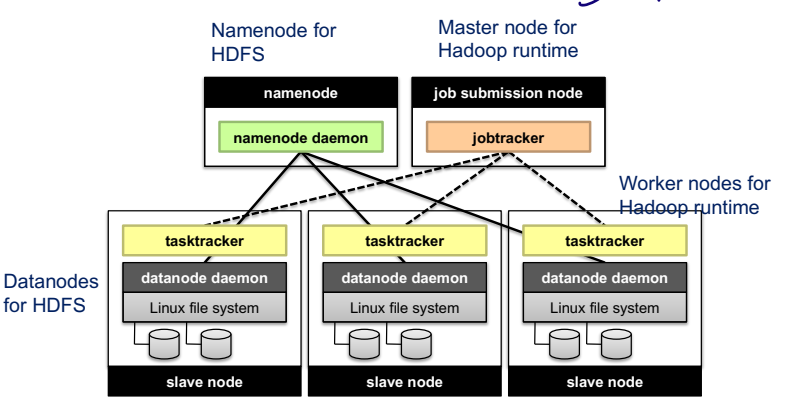 Namenode for
HDFS
Master node for
Hadoop runtime
namenode
job submission node
namenode daemon
jobtracker
Worker nodes for
Hadoop runtime
tasktracker
tasktracker
tasktracker
Datanodes
for HDFS
datanode daemon
datanode daemon
datanode daemon
Linux file system
Linux file system
Linux file system
slave node
slave node
slave node